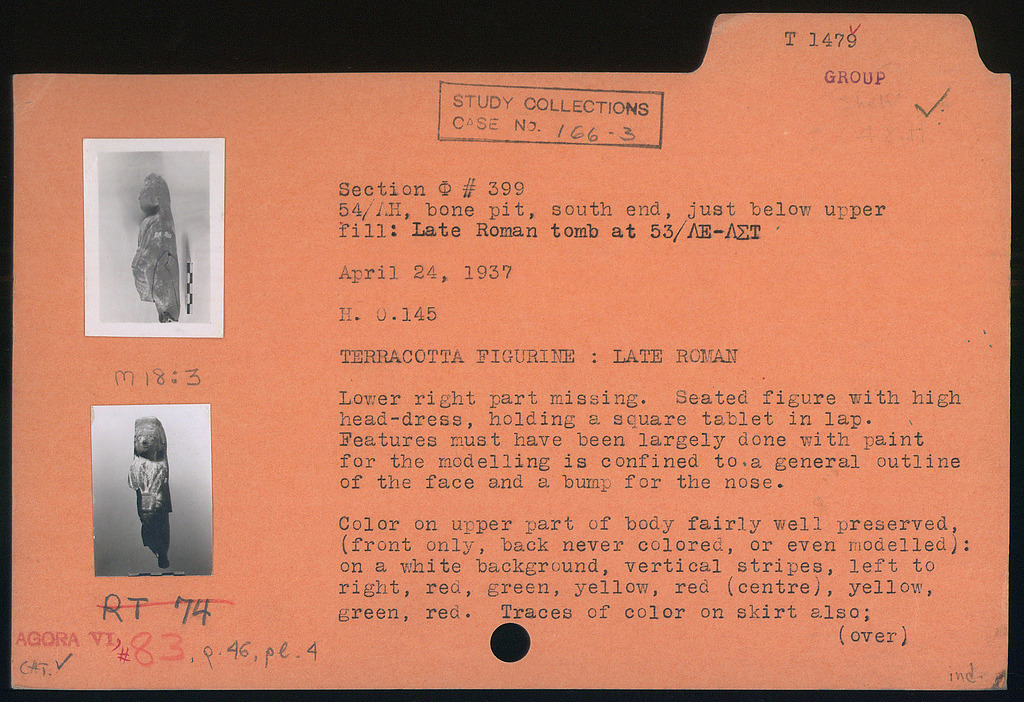 T 1479
GROUP
STUDY COLLECTIONS
CASE No. 166-3
Section Φ # 399
54/ΛΗ, bone pit, south end, just below upper
fill: Late Roman tomb at 53/ΛΕ-ΛΣΤ
April 24, 1937
H. 0.145
TERRACOTTA FIGURINE : LATE ROMAN
Lower right part missing. Seated figure with high
head-dress, holding a square tablet in lap.
Features must have been largely done with paint
for the modelling is confined to a general outline
of the face and a bump for the nose.
Color on upper part of body fairly well preserved,
(front only, back never colored, or even modelled):
on a white background, vertical stripes, left to
right, red, green, yellow, red (centre), yellow,
green, red. Traces of color on skirt also;
(over)
M 18:3
RT 74
AGORA VI, #83, p. 46, pl. 4
CAT. ✓
ind.